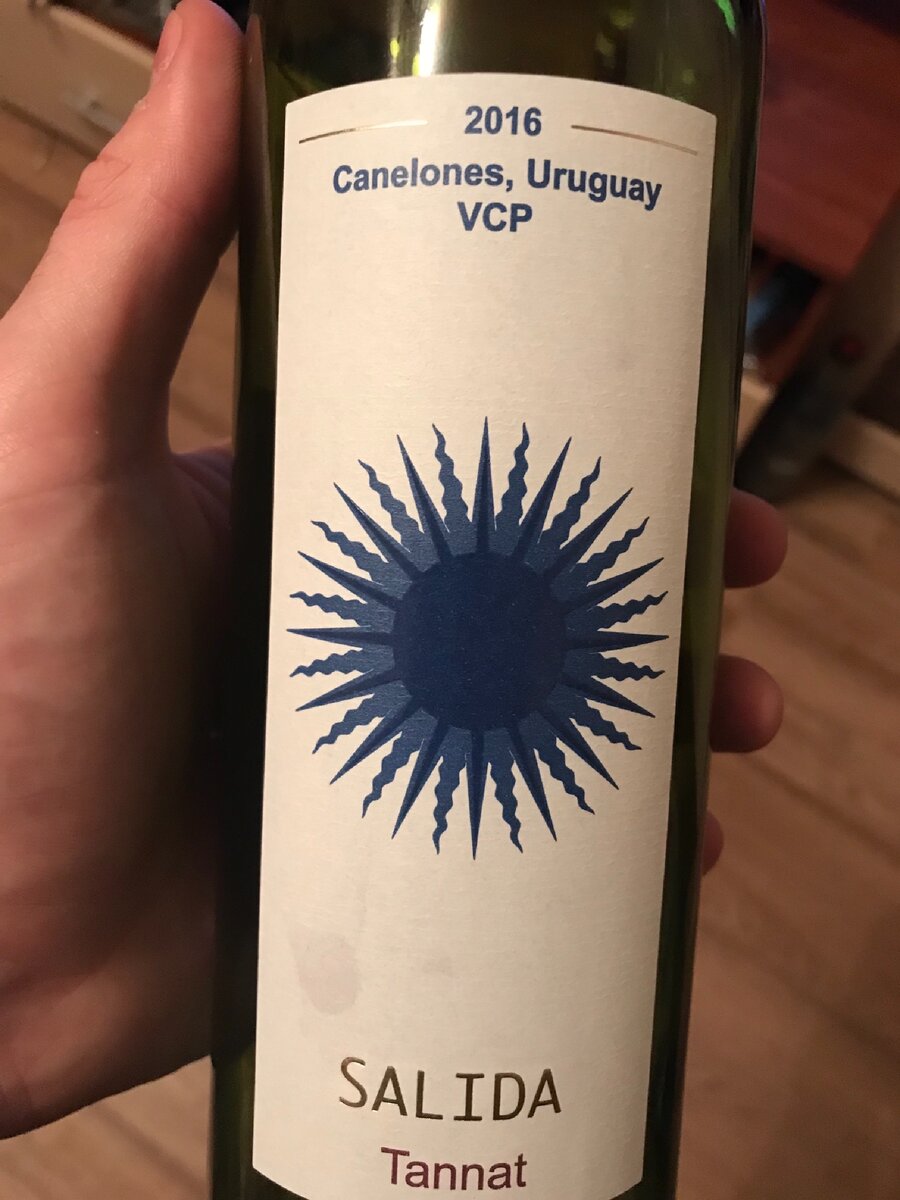 2016
Canelones, Uruguay
VCP
SALIDA
Tannat